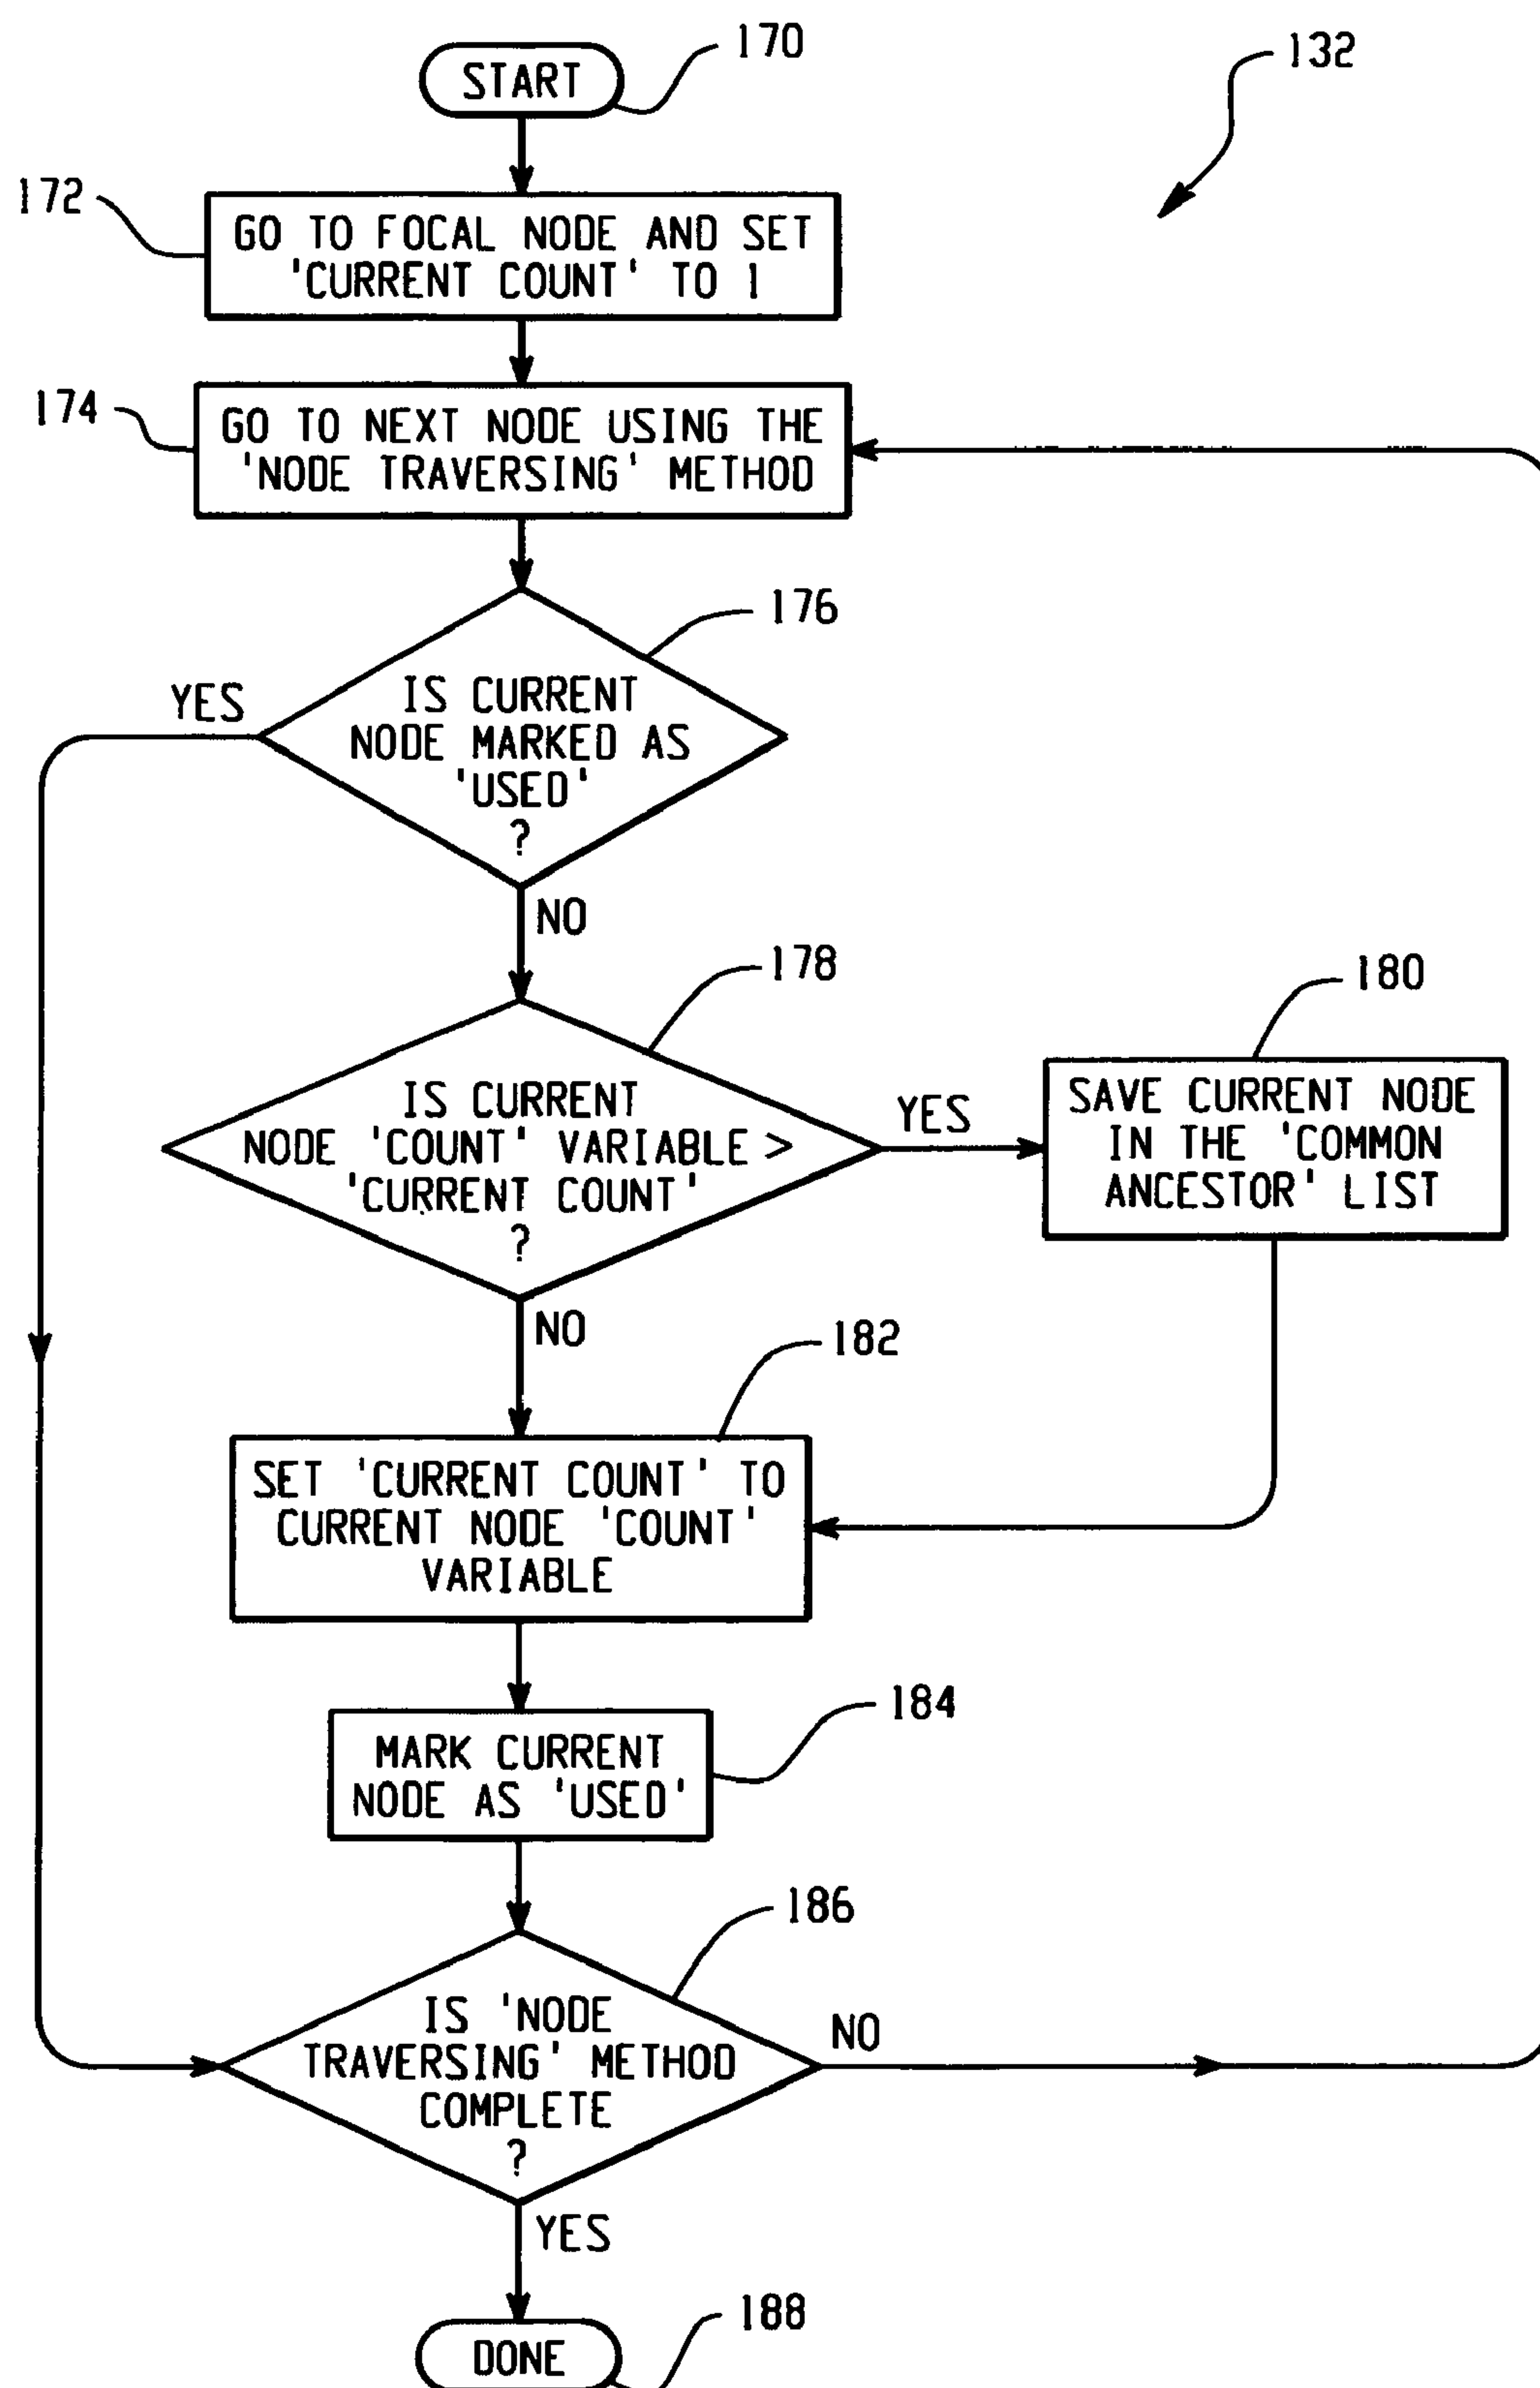 170
START
132
172
GO TO FOCAL NODE AND SET
'CURRENT COUNT' TO 1
174
GO TO NEXT NODE USING THE
'NODE TRAVERSING' METHOD
176
YES
IS CURRENT
NODE MARKED AS
'USED'
?
NO
178
180
IS CURRENT
NODE 'COUNT' VARIABLE >
'CURRENT COUNT'
?
YES
SAVE CURRENT NODE
IN THE 'COMMON
ANCESTOR' LIST
NO
182
SET 'CURRENT COUNT' TO
CURRENT NODE 'COUNT'
VARIABLE
184
MARK CURRENT
NODE AS 'USED'
186
IS 'NODE
TRAVERSING' METHOD
COMPLETE
?
NO
YES
188
DONE